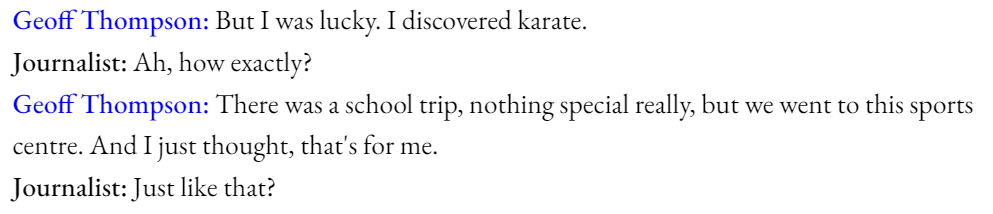 Geoff Thompson: But I was lucky. I discovered karate.
Journalist: Ah, how exactly?
Geoff Thompson: There was a school trip, nothing special really, but we went to this sports
centre. And I just thought, that's for me.
Journalist: Just like that?